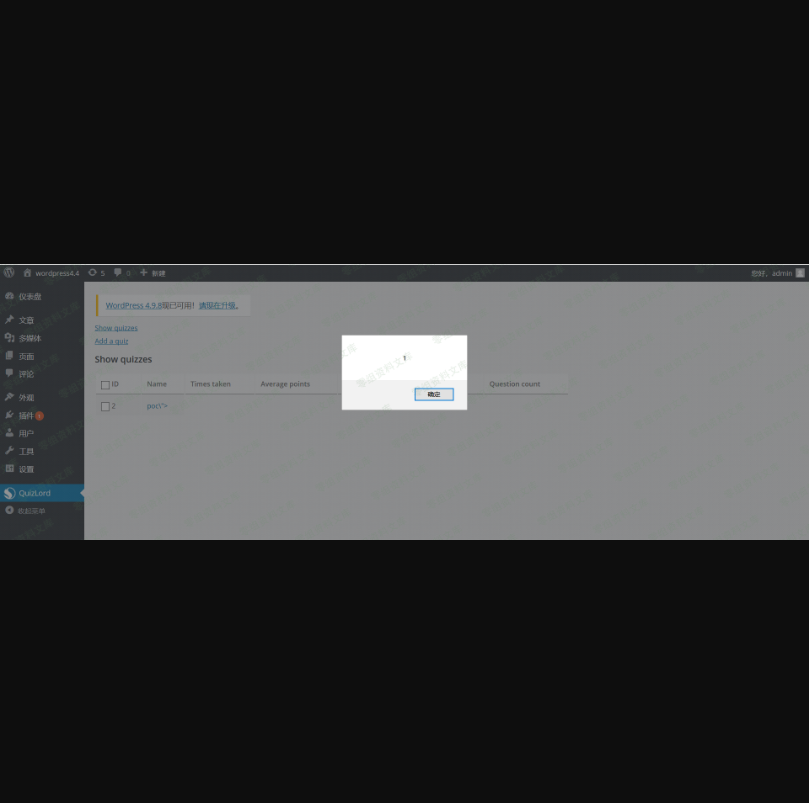 wordpress4.4 5 0 新建 您好，admin
仪表盘
文章
多媒体
页面
评论
外观
插件 1
用户
工具
设置
QuizLord
收起菜单
WordPress 4.9.8现已可用！请现在升级。
Show quizzes
Add a quiz
Show quizzes
ID Name Times taken Average points Question count
2 po(\">
1
确定